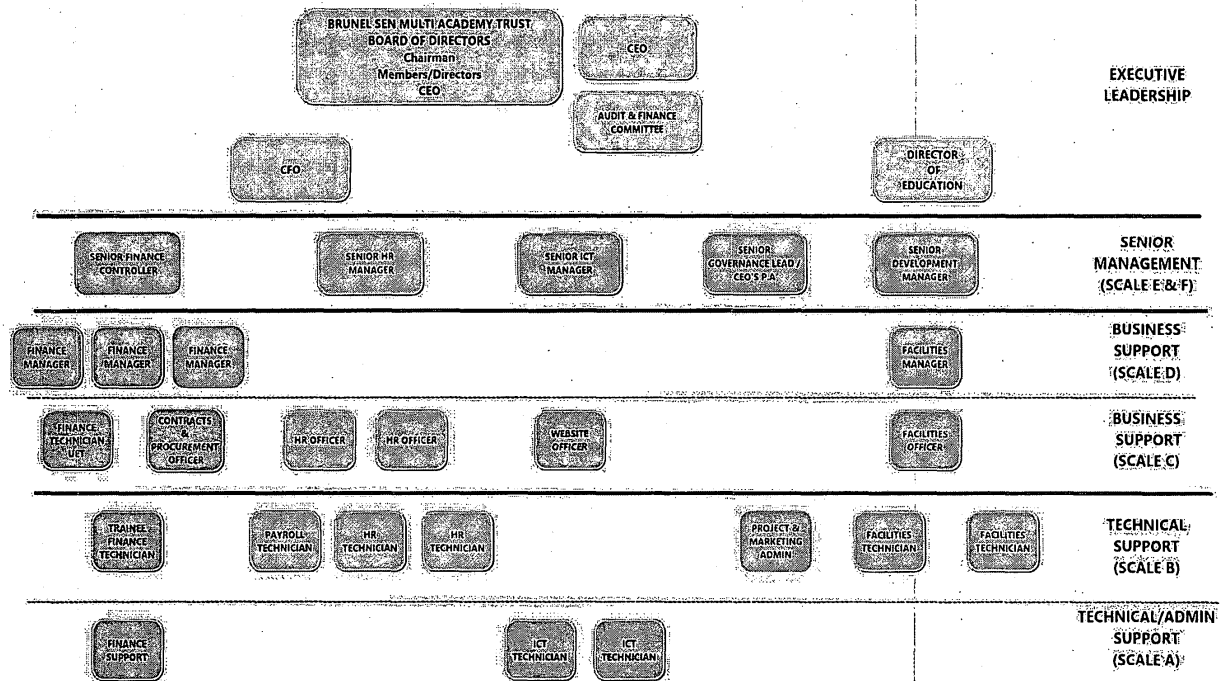 BRUNEL SEN MULTI ACADEMY TRUST
BOARD OF DIRECTORS
Chairman
Members/Directors
CEO
CEO
AUDIT & FINANCE
COMMITTEE
CFO
DIRECTOR
OF
EDUCATION
EXECUTIVE
LEADERSHIP
SENIOR FINANCE
CONTROLLER
SENIOR HR
MANAGER
SENIOR ICT
MANAGER
SENIOR
GOVERNANCE LEAD /
CEO'S P.A
SENIOR
DEVELOPMENT
MANAGER
SENIOR
MANAGEMENT
(SCALE E & F)
FINANCE
MANAGER
FINANCE
MANAGER
FINANCE
MANAGER
FACILITIES
MANAGER
BUSINESS
SUPPORT
(SCALE D)
FINANCE
TECHNICIAN
UCT
CONTRACTS
&
PROCUREMENT
OFFICER
HR OFFICER
HR OFFICER
WEBSITE
OFFICER
FACILITIES
OFFICER
BUSINESS
SUPPORT
(SCALE C)
TRAINEE
FINANCE
TECHNICIAN
PAYROLL
TECHNICIAN
HR
TECHNICIAN
HR
TECHNICIAN
PROJECT &
MARKETING
ADMIN
FACILITIES
TECHNICIAN
FACILITIES
TECHNICIAN
TECHNICAL
SUPPORT
(SCALE B)
FINANCE
SUPPORT
ICT
TECHNICIAN
ICT
TECHNICIAN
TECHNICAL/ADMIN
SUPPORT
(SCALE A)